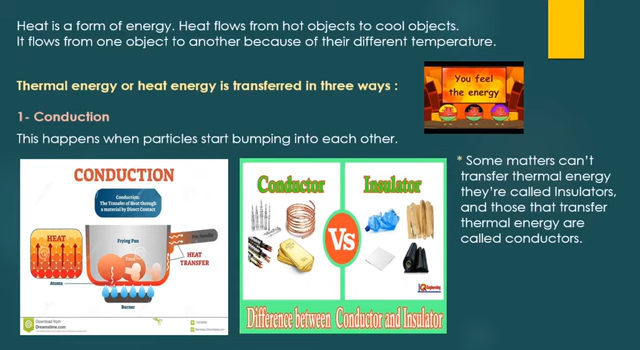 Heat is a form of energy. Heat flows from hot objects to cool objects.
It flows from one object to another because of their different temperature.
Thermal energy or heat energy is transferred in three ways :
You feel
the energy
1- Conduction
This happens when particles start bumping into each other.
CONDUCTION
Conduction:
The Transfer of Heat through
a material by Direct Contact
HEAT
Frying Pan
HEAT
TRANSFER
Atoms
Burner
Download from
Dreamstime.com
Conductor
Insulator
Vs
Engineering
Difference between Conductor and Insulator
* Some matters can't
transfer thermal energy
they're called Insulators,
and those that transfer
thermal energy are
called conductors.